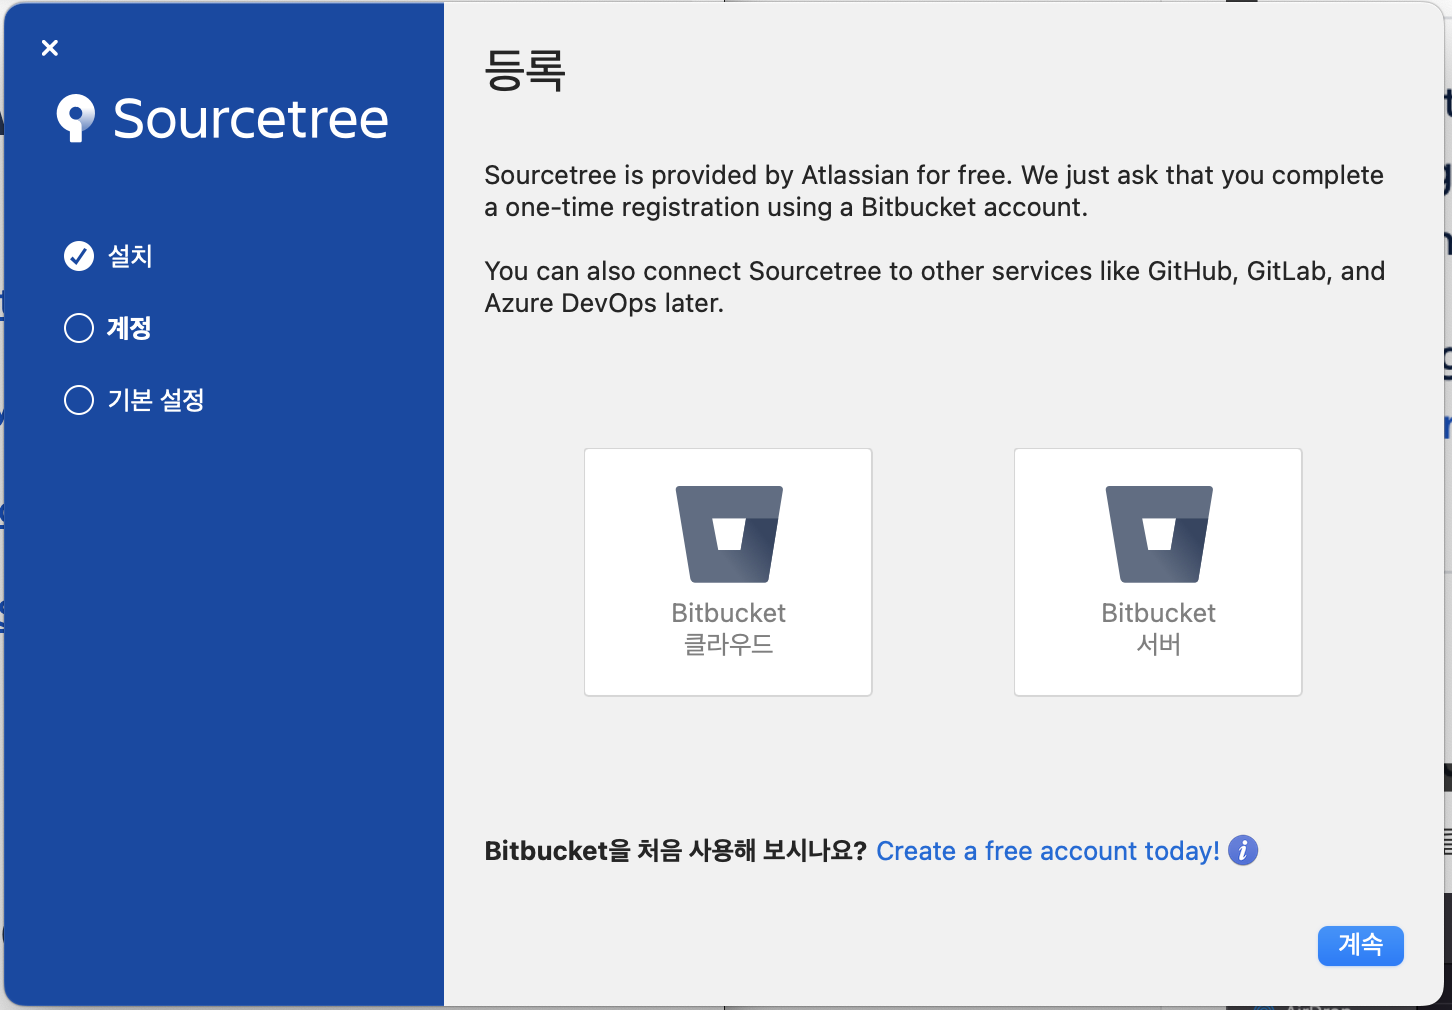 Sourcetree
설치
계정
기본 설정
등록
Sourcetree is provided by Atlassian for free. We just ask that you complete
a one-time registration using a Bitbucket account.
You can also connect Sourcetree to other services like GitHub, GitLab, and
Azure DevOps later.
Bitbucket
클라우드
Bitbucket
서버
Bitbucket을 처음 사용해 보시나요? Create a free account today!
계속